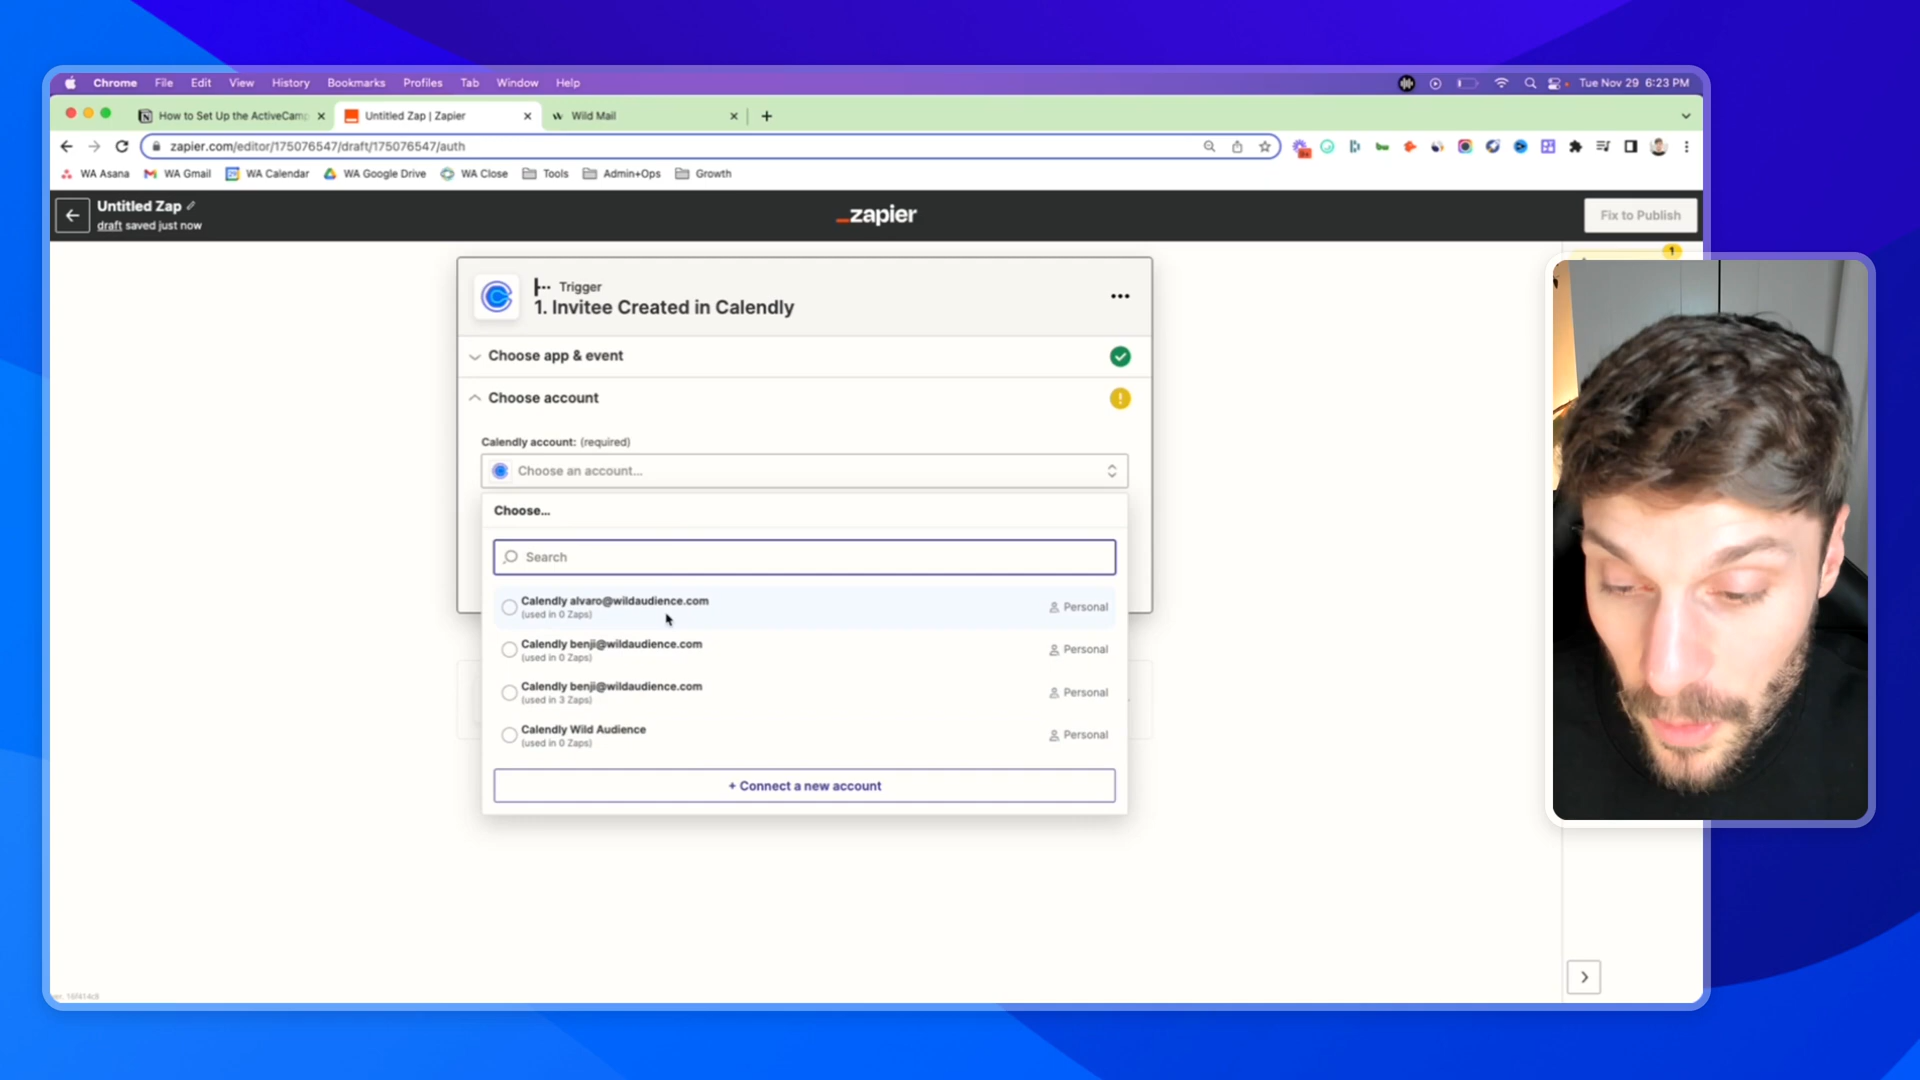 Chrome File Edit View History Bookmarks Profiles Tab Window Help Tue Nov 29 6:23 PM
How to Set Up the ActiveCamp Untitled Zap | Zapier Wild Mail
zapier.com/editor/175076547/draft/175076547/auth
WA Asana WA Gmail WA Calendar WA Google Drive WA Close Tools Admin+Ops Growth
Untitled Zap
draft saved just now
_zapier
Fix to Publish
1
Trigger
1. Invitee Created in Calendly
Choose app & event
Choose account
Calendly account: (required)
Choose an account...
Choose...
Search
Calendly alvaro@wildaudience.com
(used in 0 Zaps)
Personal
Calendly benji@wildaudience.com
(used in 0 Zaps)
Personal
Calendly benji@wildaudience.com
(used in 3 Zaps)
Personal
Calendly Wild Audience
(used in 0 Zaps)
Personal
+ Connect a new account